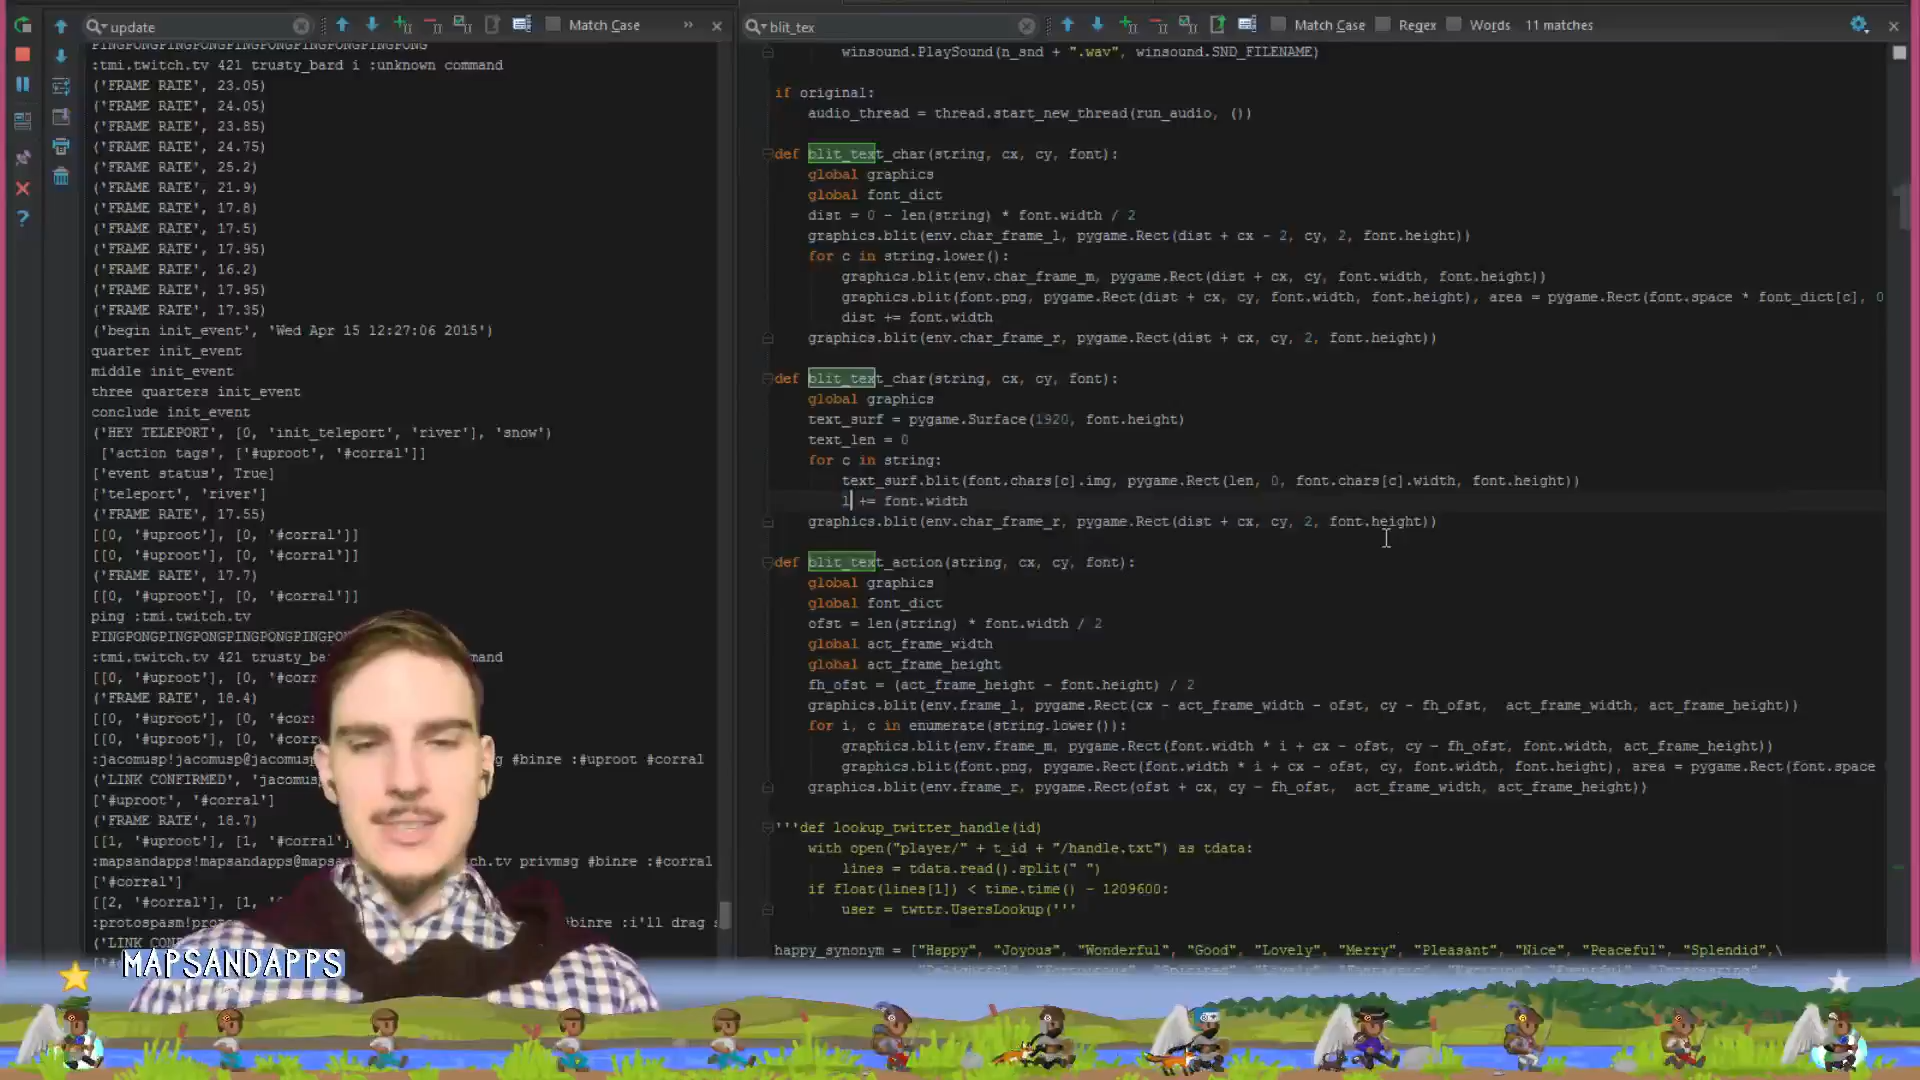 update
Match Case
»
PINGPONGPINGPONGPINGPONGPINGPONG
:tmi.twitch.tv 421 trusty_bard i :unknown command
('FRAME RATE', 23.05)
('FRAME RATE', 24.05)
('FRAME RATE', 23.85)
('FRAME RATE', 24.75)
('FRAME RATE', 25.2)
('FRAME RATE', 21.9)
('FRAME RATE', 17.8)
('FRAME RATE', 17.5)
('FRAME RATE', 17.95)
('FRAME RATE', 16.2)
('FRAME RATE', 17.95)
('FRAME RATE', 17.35)
('begin init_event', 'Wed Apr 15 12:27:06 2015')
quarter init_event
middle init_event
three quarters init_event
conclude init_event
('HEY TELEPORT', [0, 'init_teleport', 'river'], 'snow')
['action tags', ['#uproot', '#corral']]
['event status', True]
['teleport', 'river']
('FRAME RATE', 17.55)
[[0, '#uproot'], [0, '#corral']]
[[0, '#uproot'], [0, '#corral']]
('FRAME RATE', 17.7)
[[0, '#uproot'], [0, '#corral']]
ping :tmi.twitch.tv
PINGPONGPINGPONGPINGPONGPINGPO
:tmi.twitch.tv 421 trusty_ba mmand
[[0, '#uproot'], [0, '#corr
('FRAME RATE', 18.4)
[[0, '#uproot'], [0, '#cor
[[0, '#uproot'], [0, '#cor
:jacomusp!jacomusp@jacom g #binre :#uproot #corral
('LINK CONFIRMED', 'jacomus
['#uproot', '#corral']
('FRAME RATE', 18.7)
[[1, '#uproot'], [1, '#corra
:mapsandapps!mapsandapps@mapsa tch.tv privmsg #binre :#corral
['#corral']
[[2, '#corral'], [1, '
:protospasm!pro #binre :i'll drag s
('LINK CON
MAPSANDAPPS
blit_tex
Match Case
Regex
Words
11 matches
winsound.PlaySound(n_snd + ".wav", winsound.SND_FILENAME)
if original:
audio_thread = thread.start_new_thread(run_audio, ())
def blit_text_char(string, cx, cy, font):
global graphics
global font_dict
dist = 0 - len(string) * font.width / 2
graphics.blit(env.char_frame_l, pygame.Rect(dist + cx - 2, cy, 2, font.height))
for c in string.lower():
graphics.blit(env.char_frame_m, pygame.Rect(dist + cx, cy, font.width, font.height))
graphics.blit(font.png, pygame.Rect(dist + cx, cy, font.width, font.height), area = pygame.Rect(font.space * font_dict[c], 0
dist += font.width
graphics.blit(env.char_frame_r, pygame.Rect(dist + cx, cy, 2, font.height))
def blit_text_char(string, cx, cy, font):
global graphics
text_surf = pygame.Surface(1920, font.height)
text_len = 0
for c in string:
text_surf.blit(font.chars[c].img, pygame.Rect(len, 0, font.chars[c].width, font.height))
l += font.width
graphics.blit(env.char_frame_r, pygame.Rect(dist + cx, cy, 2, font.height))
def blit_text_action(string, cx, cy, font):
global graphics
global font_dict
ofst = len(string) * font.width / 2
global act_frame_width
global act_frame_height
fh_ofst = (act_frame_height - font.height) / 2
graphics.blit(env.frame_l, pygame.Rect(cx - act_frame_width - ofst, cy - fh_ofst, act_frame_width, act_frame_height))
for i, c in enumerate(string.lower()):
graphics.blit(env.frame_m, pygame.Rect(font.width * i + cx - ofst, cy - fh_ofst, font.width, act_frame_height))
graphics.blit(font.png, pygame.Rect(font.width * i + cx - ofst, cy, font.width, font.height), area = pygame.Rect(font.space
graphics.blit(env.frame_r, pygame.Rect(ofst + cx, cy - fh_ofst, act_frame_width, act_frame_height))
'''def lookup_twitter_handle(id)
with open("player/" + t_id + "/handle.txt") as tdata:
lines = tdata.read().split(" ")
if float(lines[1]) < time.time() - 1209600:
user = twttr.UsersLookup('''
happy_synonym = ["Happy", "Joyous", "Wonderful", "Good", "Lovely", "Merry", "Pleasant", "Nice", "Peaceful", "Splendid",\